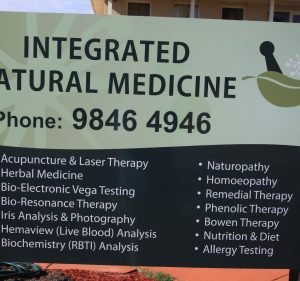 INTEGRATED
NATURAL MEDICINE
Phone: 9846 4946
Acupuncture & Laser Therapy
Herbal Medicine
Bio-Electronic Vega Testing
Bio-Resonance Therapy
Iris Analysis & Photography
Hemaview (Live Blood) Analysis
Biochemistry (RBTI) Analysis
• Naturopathy
• Homoeopathy
• Remedial Therapy
• Phenolic Therapy
• Bowen Therapy
• Nutrition & Diet
• Allergy Testing